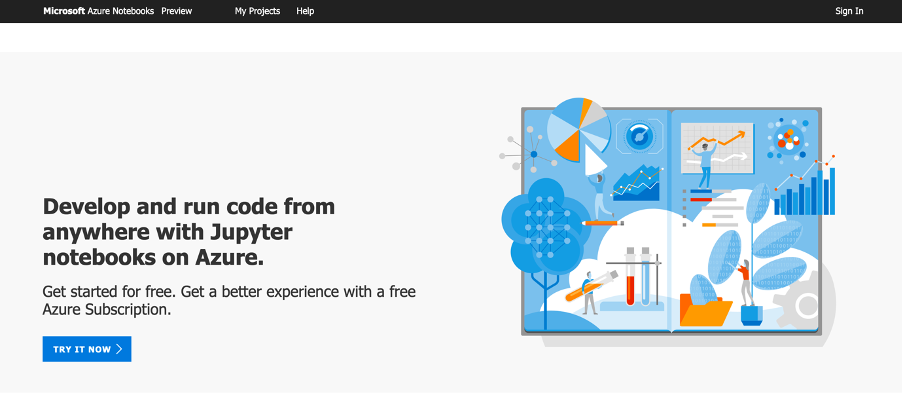 Microsoft Azure Notebooks Preview My Projects Help Sign In
Develop and run code from
anywhere with Jupyter
notebooks on Azure.
Get started for free. Get a better experience with a free
Azure Subscription.
TRY IT NOW